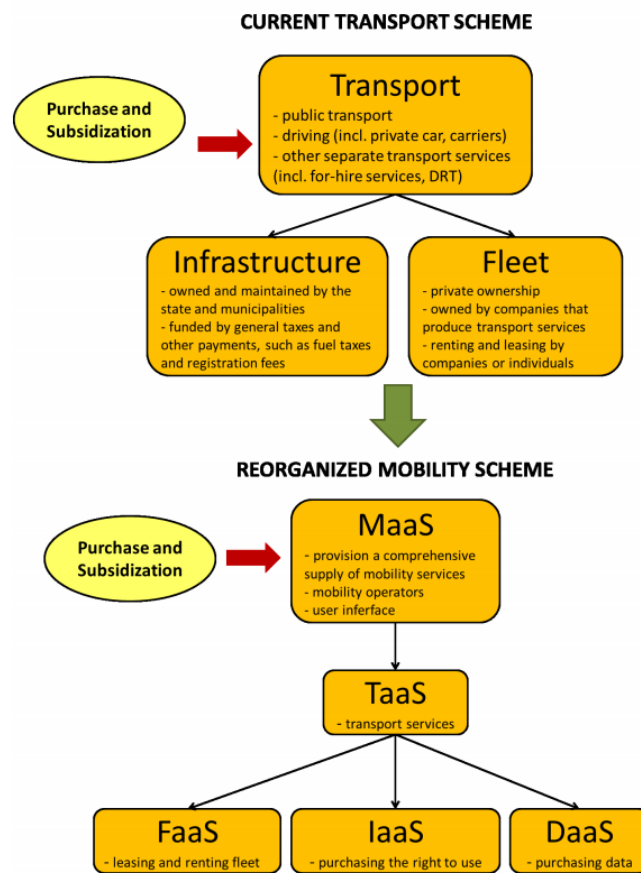 CURRENT TRANSPORT SCHEME
Purchase and
Subsidization
Transport
- public transport
- driving (incl. private car, carriers)
- other separate transport services
(incl. for-hire services, DRT)
Infrastructure
- owned and maintained by the
state and municipalities
- funded by general taxes and
other payments, such as fuel taxes
and registration fees
Fleet
- private ownership
- owned by companies that
produce transport services
- renting and leasing by
companies or individuals
REORGANIZED MOBILITY SCHEME
Purchase and
Subsidization
MaaS
- provision a comprehensive
supply of mobility services
- mobility operators
- user inferface
TaaS
- transport services
FaaS
- leasing and renting fleet
IaaS
- purchasing the right to use
DaaS
- purchasing data